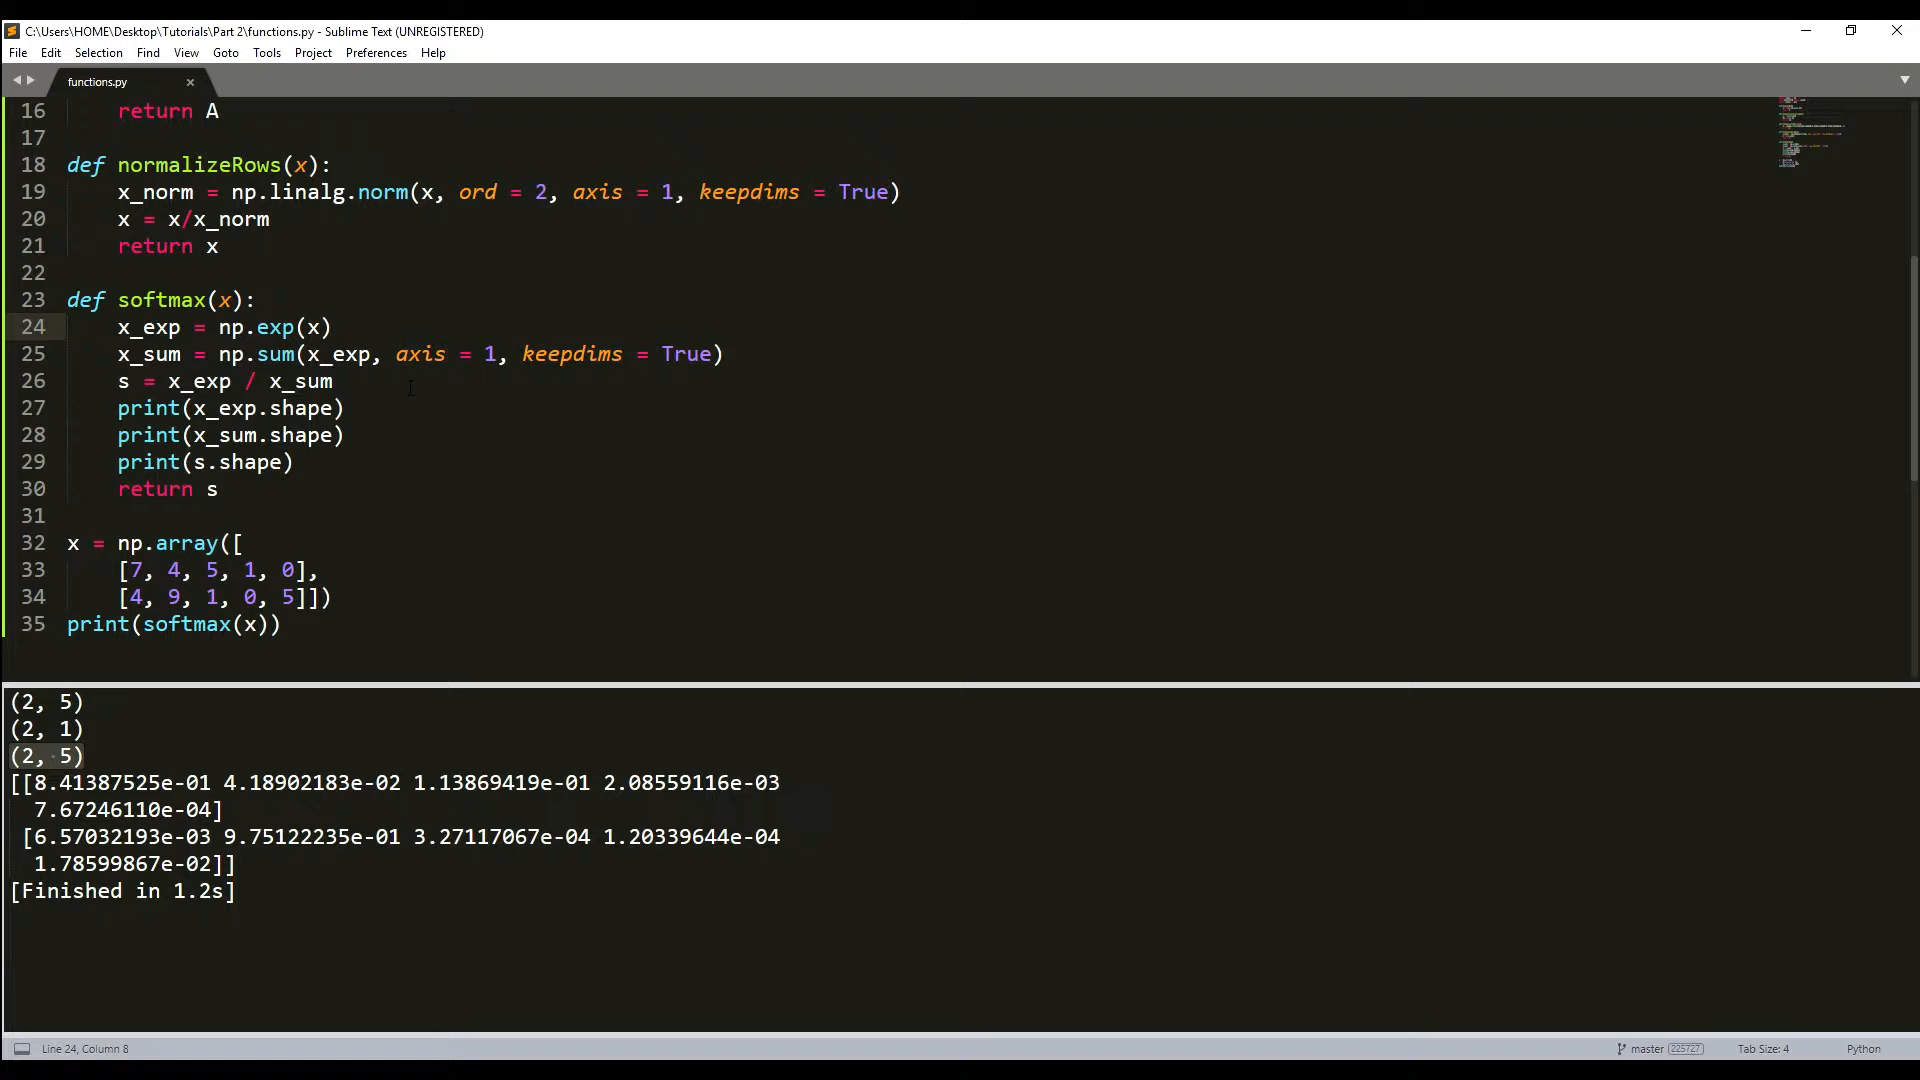 C:\Users\HOME\Desktop\Tutorials\Part 2\functions.py - Sublime Text (UNREGISTERED)
File Edit Selection Find View Goto Tools Project Preferences Help
functions.py
16     return A
17
18 def normalizeRows(x):
19     x_norm = np.linalg.norm(x, ord = 2, axis = 1, keepdims = True)
20     x = x/x_norm
21     return x
22
23 def softmax(x):
24     x_exp = np.exp(x)
25     x_sum = np.sum(x_exp, axis = 1, keepdims = True)
26     s = x_exp / x_sum
27     print(x_exp.shape)
28     print(x_sum.shape)
29     print(s.shape)
30     return s
31
32 x = np.array([
33     [7, 4, 5, 1, 0],
34     [4, 9, 1, 0, 5]])
35 print(softmax(x))
(2, 5)
(2, 1)
(2, 5)
[[8.41387525e-01 4.18902183e-02 1.13869419e-01 2.08559116e-03
  7.67246110e-04]
 [6.57032193e-03 9.75122235e-01 3.27117067e-04 1.20339644e-04
  1.78599867e-02]]
[Finished in 1.2s]
Line 24, Column 8 master 225727 Tab Size: 4 Python